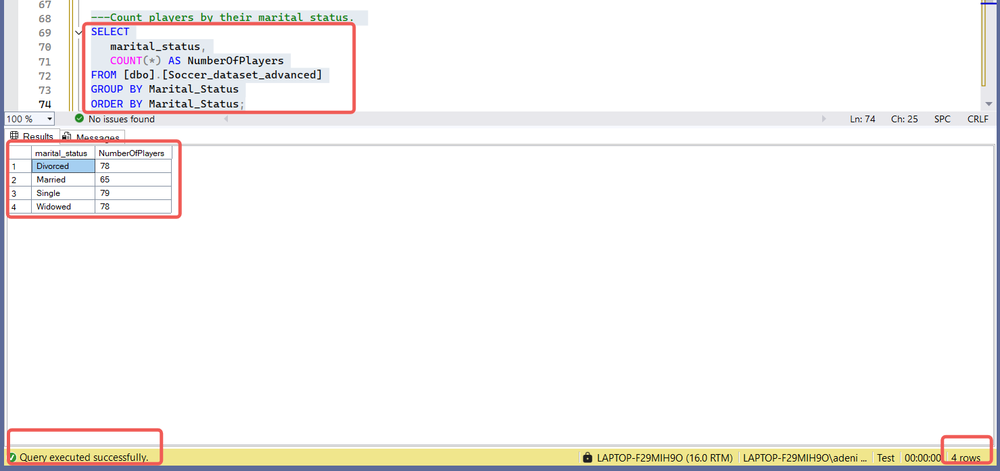 67
68 ---Count players by their marital status.
69 SELECT
70 marital_status,
71 COUNT(*) AS NumberOfPlayers
72 FROM [dbo].[Soccer_dataset_advanced]
73 GROUP BY Marital_Status
74 ORDER BY Marital_Status;
100 % No issues found Ln: 74 Ch: 25 SPC CRLF
Results Messages
marital_status NumberOfPlayers
1 Divorced 78
2 Married 65
3 Single 79
4 Widowed 78
Query executed successfully. LAPTOP-F29MIH9O (16.0 RTM) LAPTOP-F29MIH9O\adeni ... Test 00:00:00 4 rows